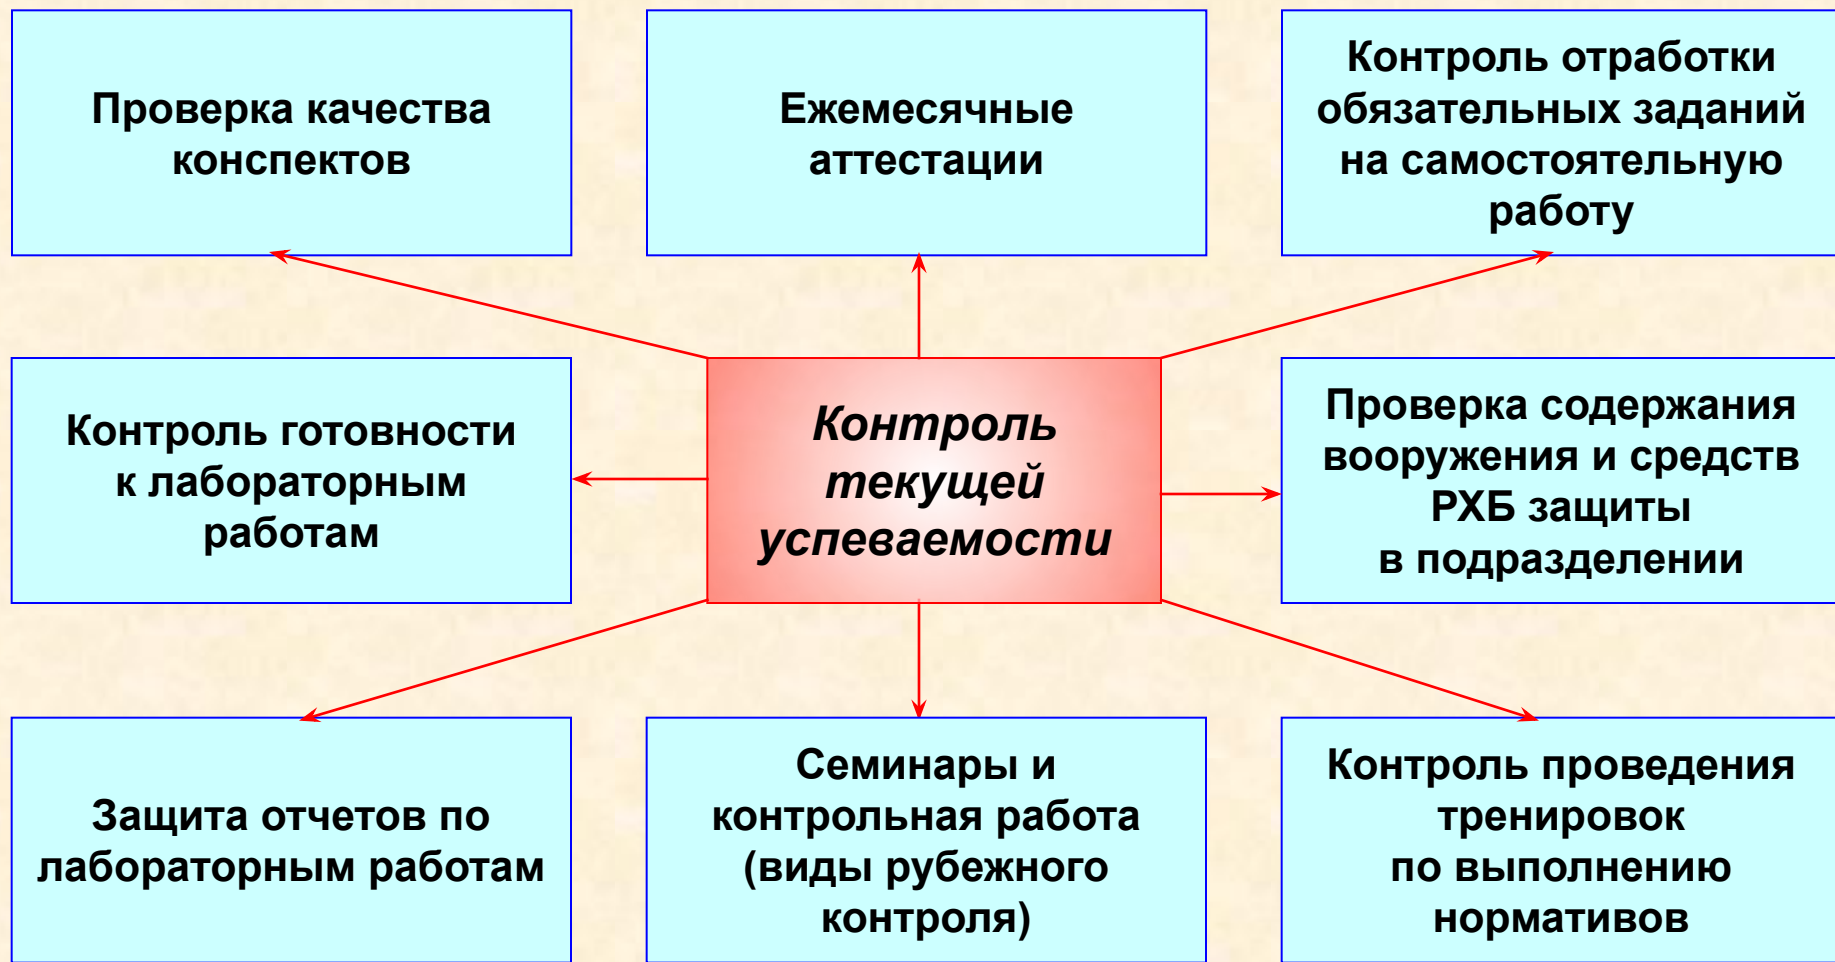 Проверка качества
конспектов
Ежемесячные
аттестации
Контроль отработки
обязательных заданий
на самостоятельную
работу
Контроль готовности
к лабораторным
работам
Контроль
текущей
успеваемости
Проверка содержания
вооружения и средств
РХБ защиты
в подразделении
Защита отчетов по
лабораторным работам
Семинары и
контрольная работа
(виды рубежного
контроля)
Контроль проведения
тренировок
по выполнению
нормативов